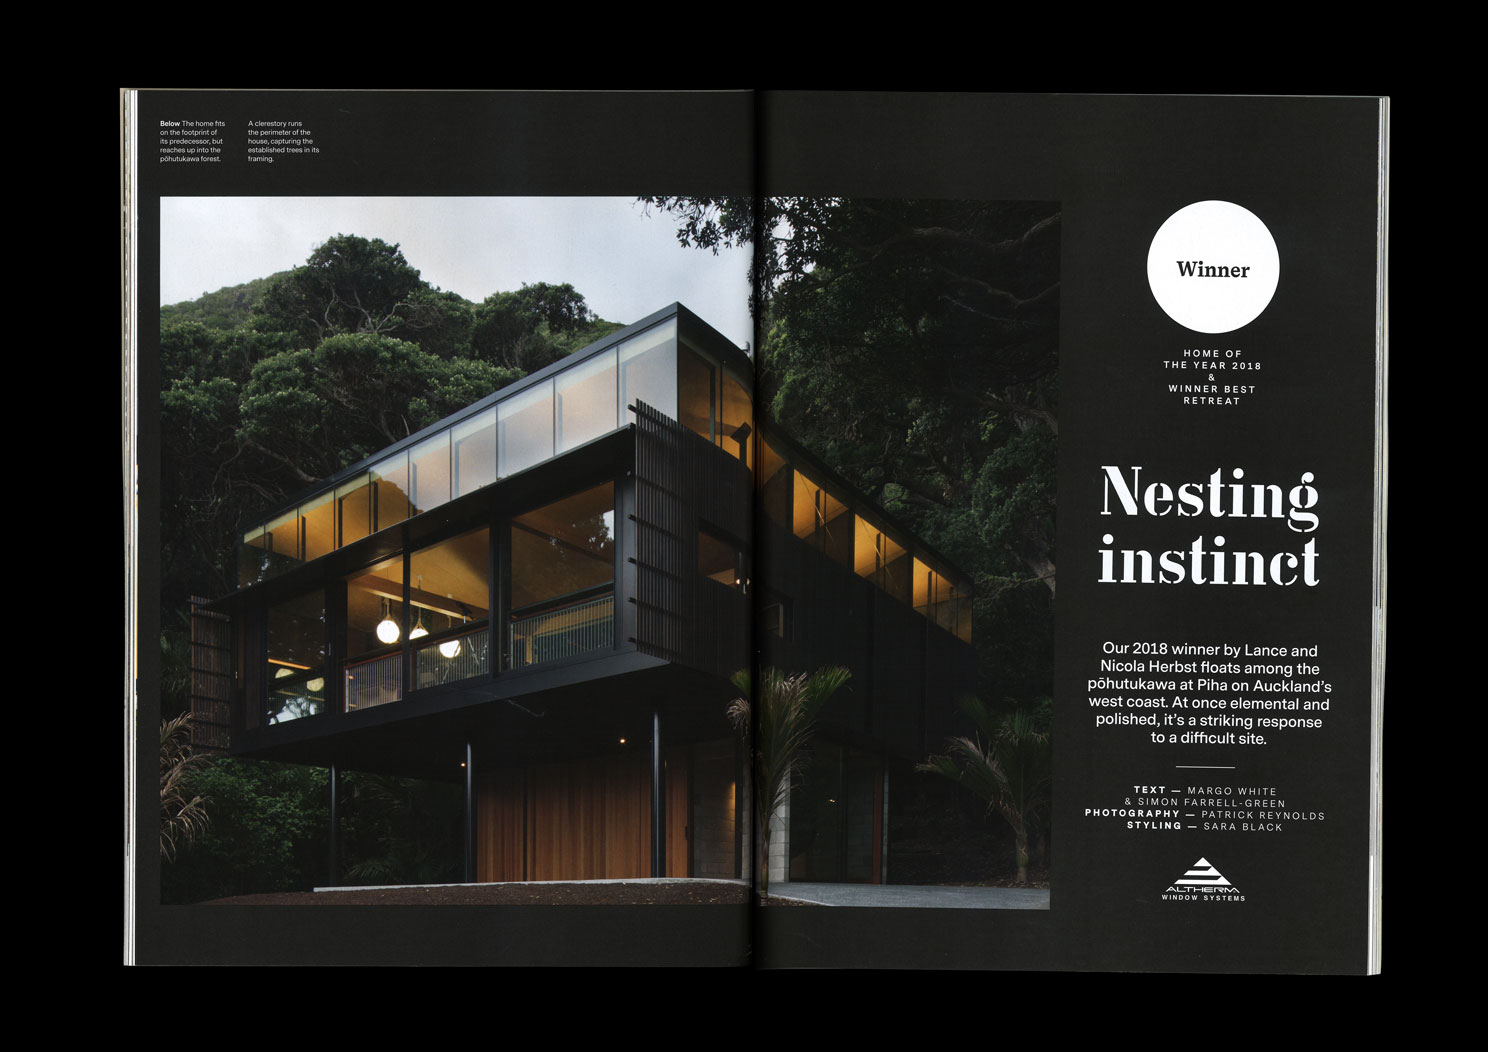 Below The home fits
on the footprint of
its predecessor, but
reaches up into the
pōhutukawa forest.
A clerestory runs
the perimeter of the
house, capturing the
established trees in its
framing.
Winner
HOME OF
THE YEAR 2018
&
WINNER BEST
RETREAT
Nesting
instinct
Our 2018 winner by Lance and
Nicola Herbst floats among the
pōhutukawa at Piha on Auckland’s
west coast. At once elemental and
polished, it’s a striking response
to a difficult site.
TEXT — MARGO WHITE
& SIMON FARRELL-GREEN
PHOTOGRAPHY — PATRICK REYNOLDS
STYLING — SARA BLACK
ALTHERM
WINDOW SYSTEMS